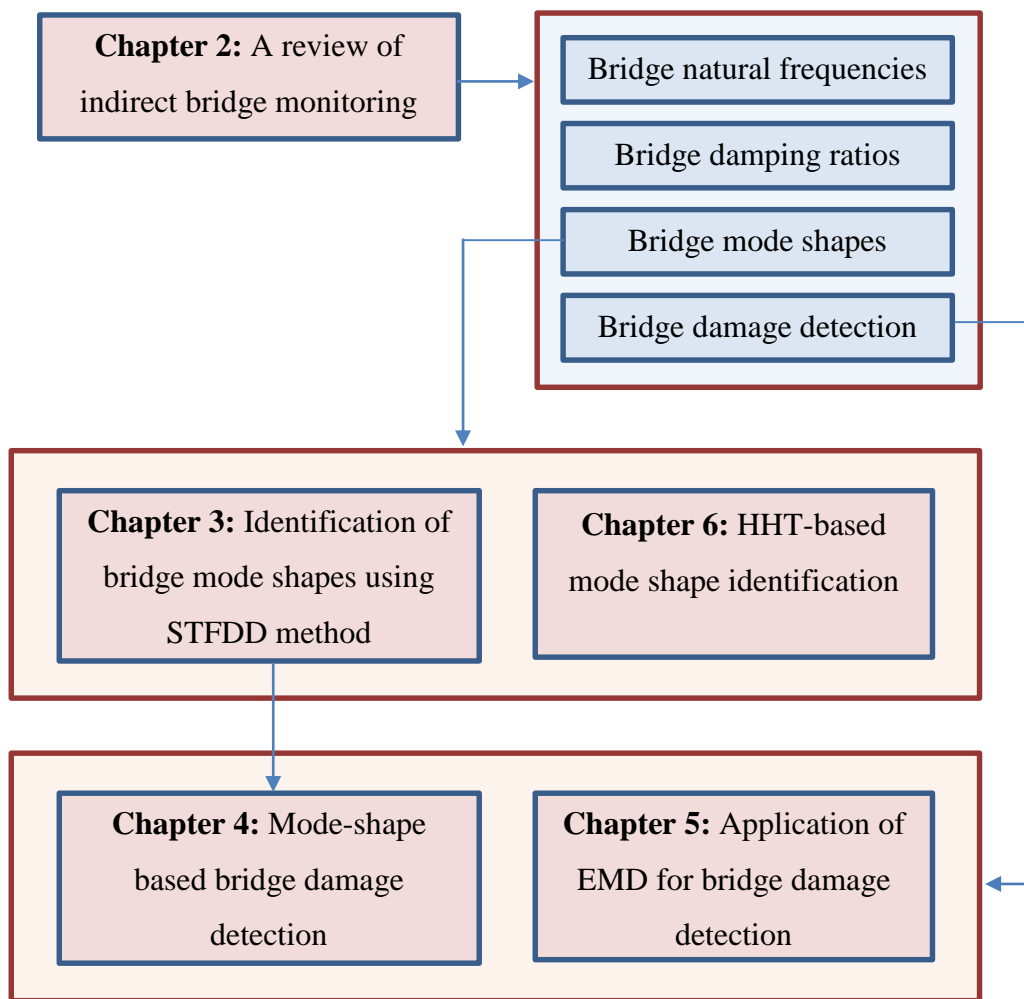 Chapter 2: A review of
indirect bridge monitoring
Bridge natural frequencies
Bridge damping ratios
Bridge mode shapes
Bridge damage detection
Chapter 3: Identification of
bridge mode shapes using
STFDD method
Chapter 6: HHT-based
mode shape identification
Chapter 4: Mode-shape
based bridge damage
detection
Chapter 5: Application of
EMD for bridge damage
detection